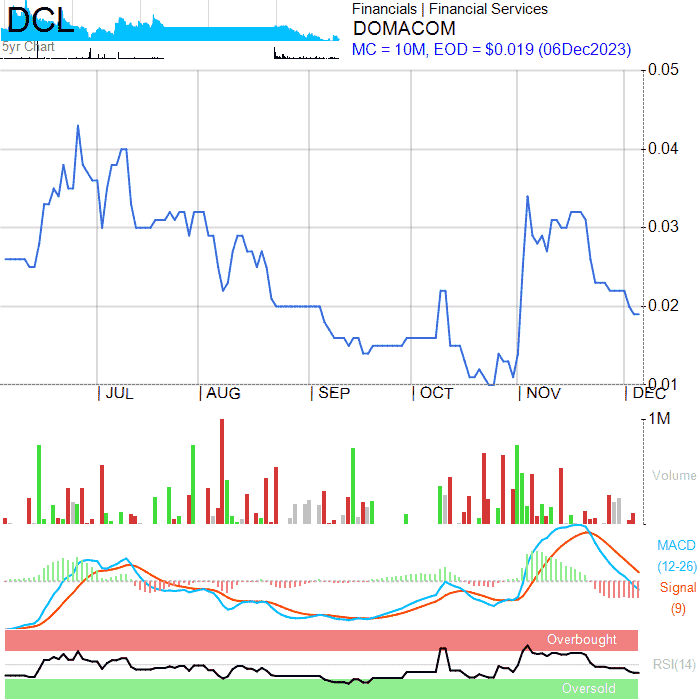 DCL
5yr Chart
Financials | Financial Services
DOMACOM
MC = 10M, EOD = $0.019 (06Dec2023)
0.05
0.04
0.03
0.02
0.01
JUL
AUG
SEP
OCT
NOV
DEC
1M
Volume
MACD
(12-26)
Signal
(9)
Overbought
RSI(14)
Oversold